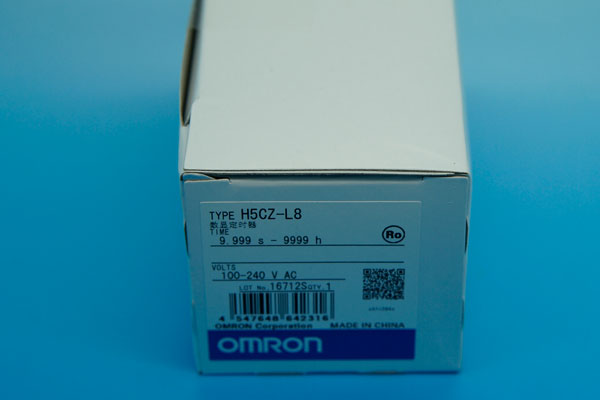 TYPE H5CZ-L8
数显定时器
TIME
9.999 s - 9999 h
Ro
VOLTS
100-240 V AC
LOT No. 16712S QTY. 1
4 547648 642316
OMRON Corporation MADE IN CHINA
OMRON